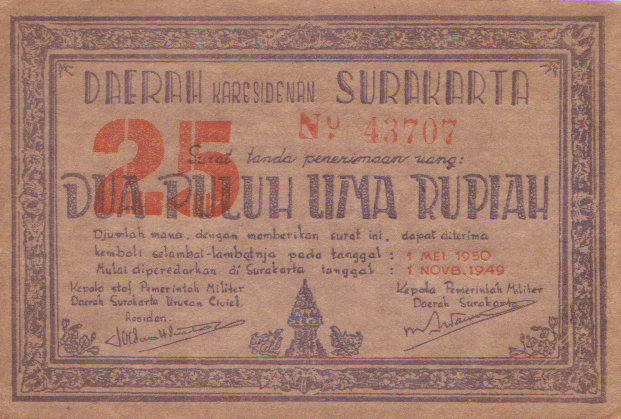 DAERAH KARESIDENAN SURAKARTA
25
No 43707
Surat tanda penerimaan uang:
DUA PULUH LIMA RUPIAH
Djumlah mana, dengan memberikan surat ini, dapat diterima
kembali selambat-lambatnja pada tanggal : 1 MEI 1950
Mulai diperedarkan di Surakarta tanggal : 1 NOVB. 1949
Kepala staf Pemerintah Militer
Daerah Surakarta Urusan Civiel.
Residen.
Kepala Pemerintah Militer
Daerah Surakarta